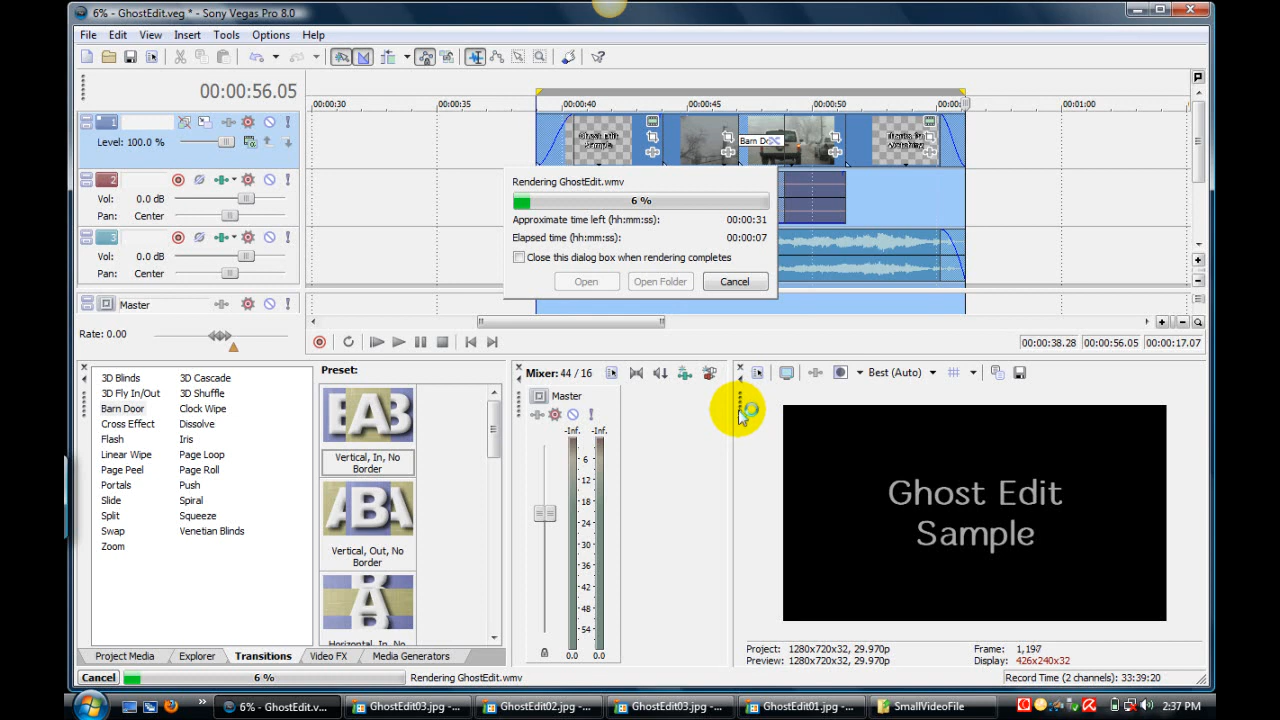 6% - GhostEdit.veg * - Sony Vegas Pro 8.0
File Edit View Insert Tools Options Help
00:00:56.05
00:00:30 00:00:35 00:00:40 00:00:45 00:00:50 00:00: 00:01:00
1
Level: 100.0 %
Ghost Edit
Sample
Barn Do
Thanks For
Watching
2
Vol: 0.0 dB
Pan: Center
3
Vol: 0.0 dB
Pan: Center
Rendering GhostEdit.wmv
6 %
Approximate time left (hh:mm:ss): 00:00:31
Elapsed time (hh:mm:ss): 00:00:07
Close this dialog box when rendering completes
Open Open Folder Cancel
Master
Rate: 0.00
00:00:38.28 00:00:56.05 00:00:17.07
3D Blinds 3D Cascade
3D Fly In/Out 3D Shuffle
Barn Door Clock Wipe
Cross Effect Dissolve
Flash Iris
Linear Wipe Page Loop
Page Peel Page Roll
Portals Push
Slide Spiral
Split Squeeze
Swap Venetian Blinds
Zoom
Preset:
Vertical, In, No
Border
Vertical, Out, No
Border
Horizontal, In, No
Project Media Explorer Transitions Video FX Media Generators
Mixer: 44 / 16
Master
-Inf. -Inf.
6
12
18
24
30
36
42
48
54
0.0 0.0
Best (Auto)
Ghost Edit
Sample
Project: 1280x720x32, 29.970p
Preview: 1280x720x32, 29.970p
Frame: 1,197
Display: 426x240x32
Cancel 6 % Rendering GhostEdit.wmv
Record Time (2 channels): 33:39:20
6% - GhostEdit.v... GhostEdit03.jpg -... GhostEdit02.jpg -... GhostEdit03.jpg -... GhostEdit01.jpg -... SmallVideoFile
2:37 PM